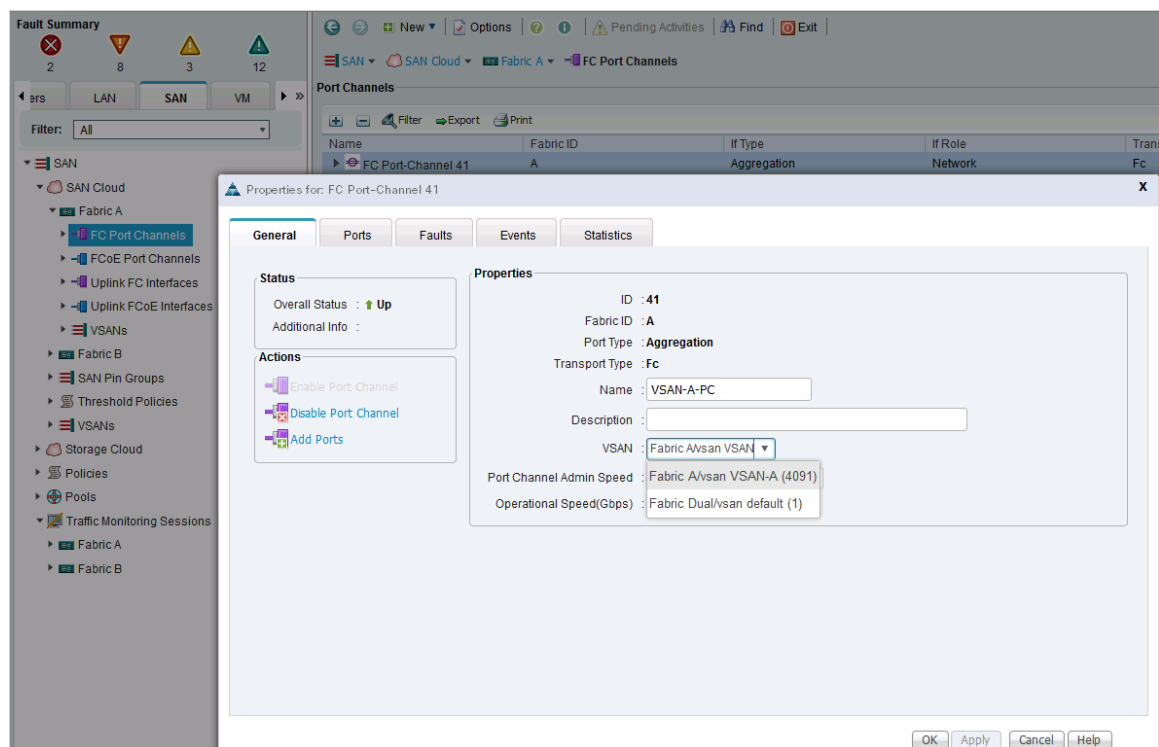 Fault Summary
2 8 3 12
ers LAN SAN VM »
Filter: All
SAN
SAN Cloud
Fabric A
FC Port Channels
FCoE Port Channels
Uplink FC Interfaces
Uplink FCoE Interfaces
VSANs
Fabric B
SAN Pin Groups
Threshold Policies
VSANs
Storage Cloud
Policies
Pools
Traffic Monitoring Sessions
Fabric A
Fabric B
New Options Pending Activities Find Exit
SAN SAN Cloud Fabric A FC Port Channels
Port Channels
Filter Export Print
Name Fabric ID If Type If Role Trans
FC Port-Channel 41 A Aggregation Network Fc
Properties for: FC Port-Channel 41 X
General Ports Faults Events Statistics
Status
Overall Status : Up
Additional Info :
Actions
Enable Port Channel
Disable Port Channel
Add Ports
Properties
ID : 41
Fabric ID : A
Port Type : Aggregation
Transport Type : Fc
Name : VSAN-A-PC
Description :
VSAN : Fabric A/vsan VSAN
Port Channel Admin Speed :
Fabric A/vsan VSAN-A (4091)
Operational Speed(Gbps) :
Fabric Dual/vsan default (1)
OK Apply Cancel Help